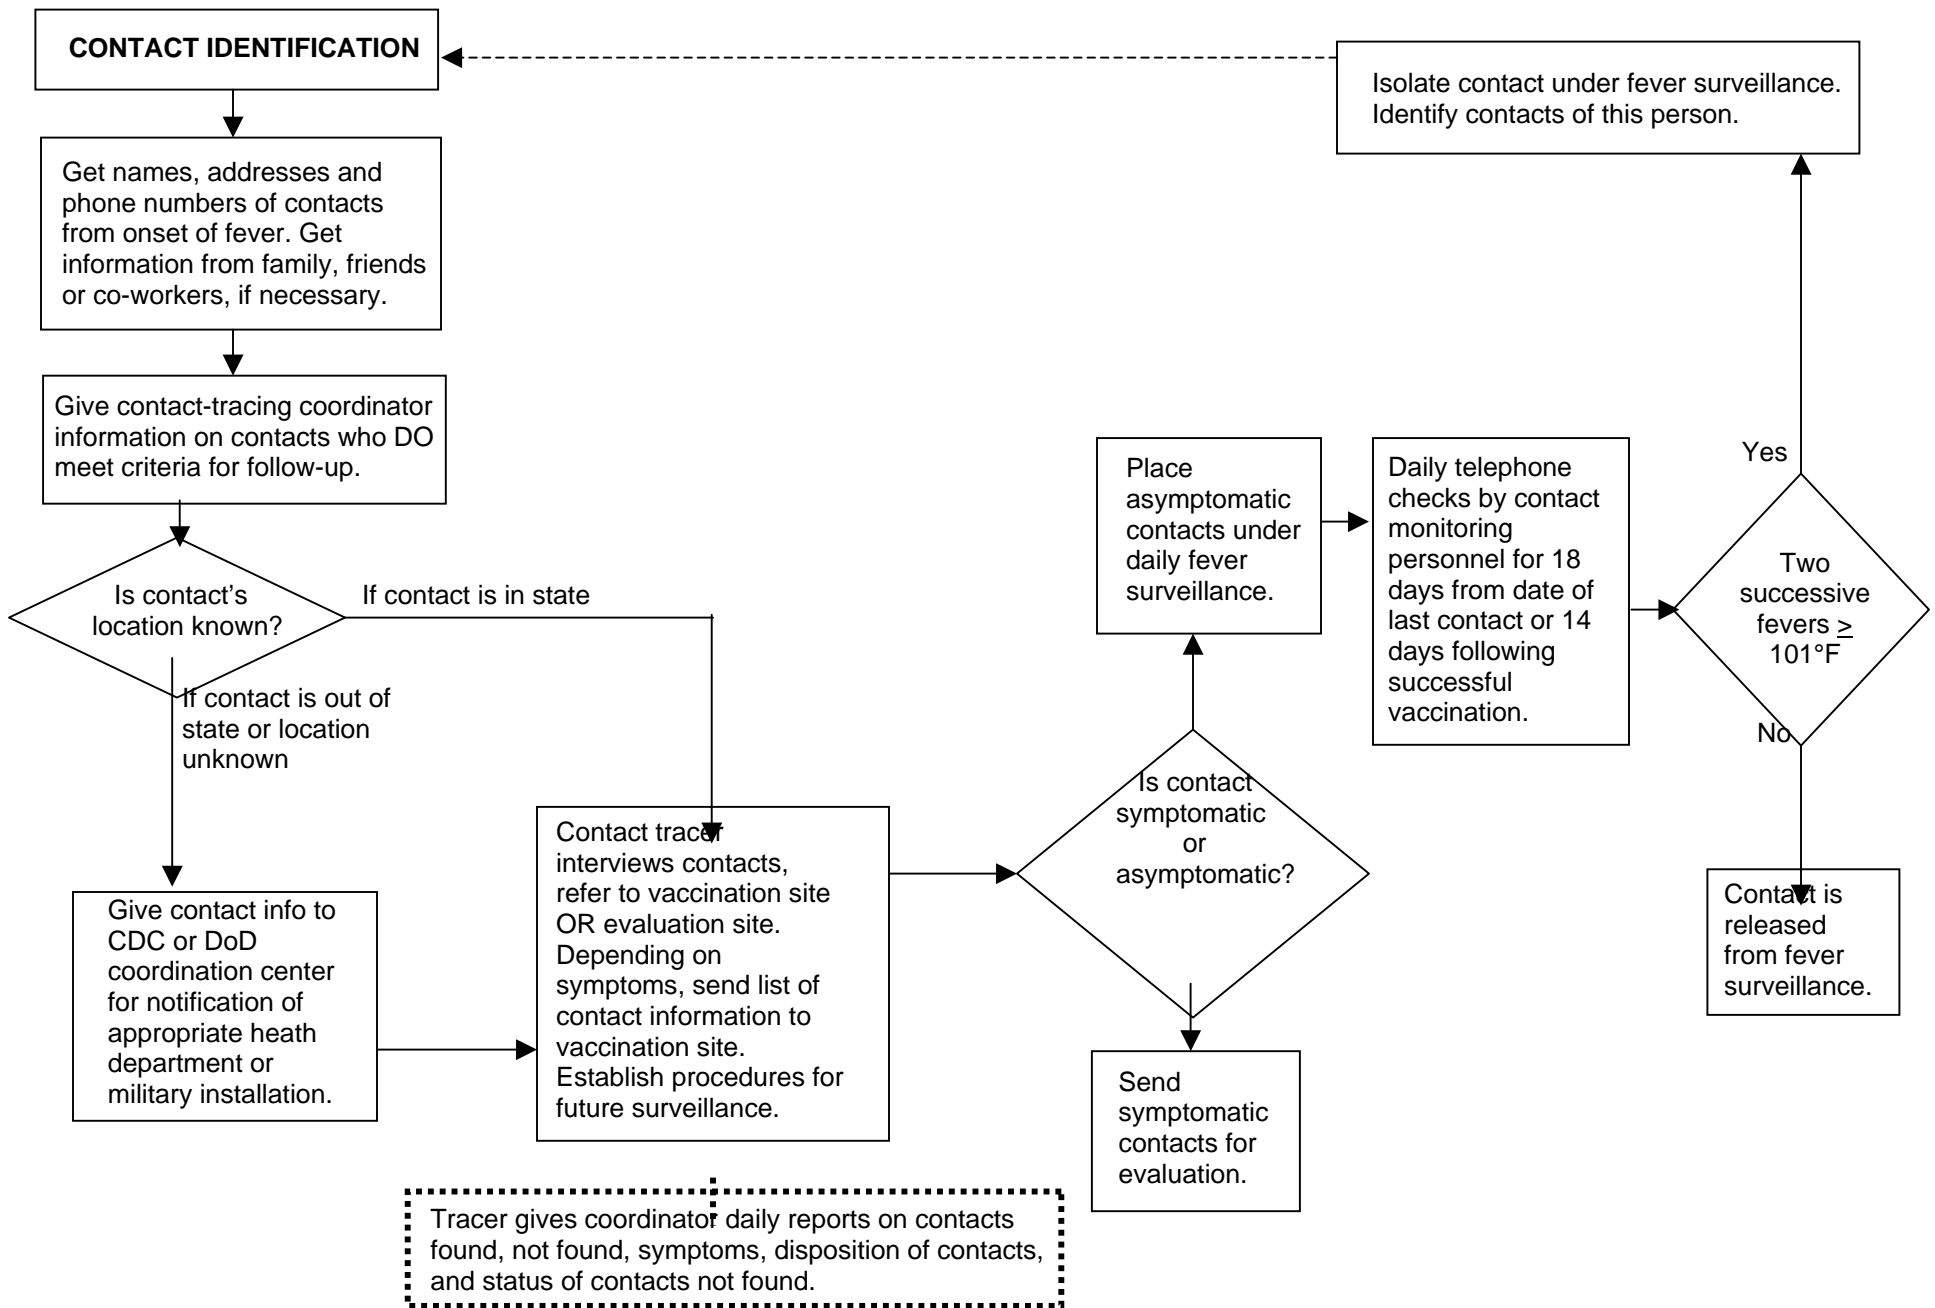 CONTACT IDENTIFICATION
Isolate contact under fever surveillance.
Identify contacts of this person.
Get names, addresses and
phone numbers of contacts
from onset of fever. Get
information from family, friends
or co-workers, if necessary.
Give contact-tracing coordinator
information on contacts who DO
meet criteria for follow-up.
Is contact’s
location known?
If contact is in state
If contact is out of
state or location
unknown
Give contact info to
CDC or DoD
coordination center
for notification of
appropriate heath
department or
military installation.
Contact tracer
interviews contacts,
refer to vaccination site
OR evaluation site.
Depending on
symptoms, send list of
contact information to
vaccination site.
Establish procedures for
future surveillance.
Tracer gives coordinator daily reports on contacts
found, not found, symptoms, disposition of contacts,
and status of contacts not found.
Is contact
symptomatic
or
asymptomatic?
Place
asymptomatic
contacts under
daily fever
surveillance.
Send
symptomatic
contacts for
evaluation.
Daily telephone
checks by contact
monitoring
personnel for 18
days from date of
last contact or 14
days following
successful
vaccination.
Yes
Two
successive
fevers ≥
101°F
No
Contact is
released
from fever
surveillance.